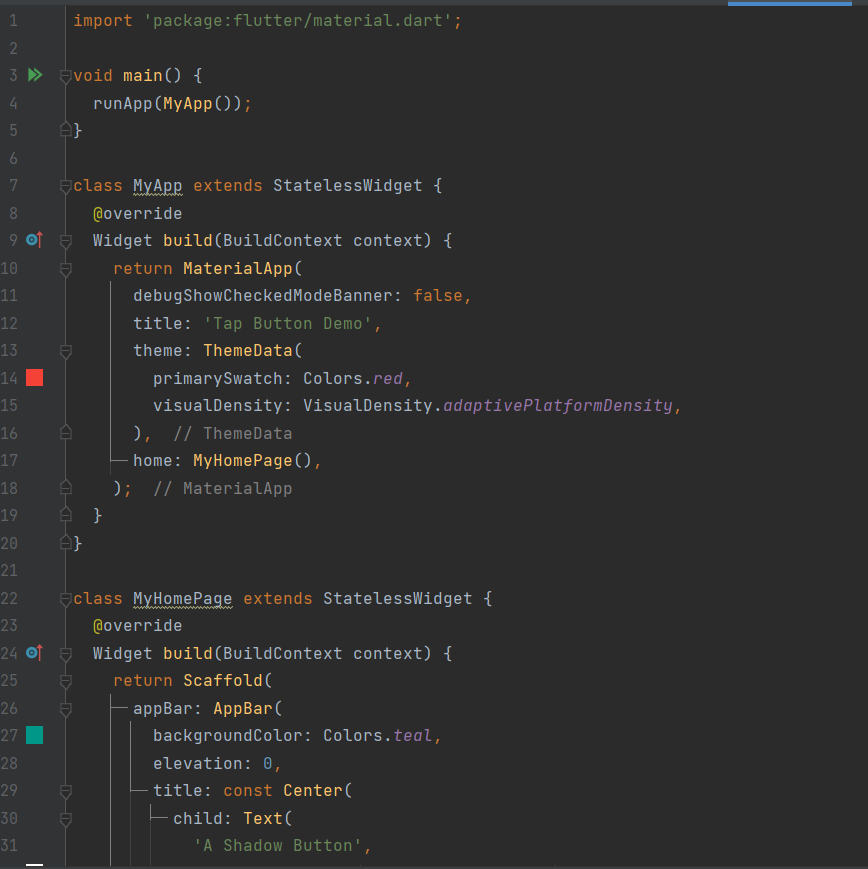 1 import 'package:flutter/material.dart';
2
3 void main() {
4 runApp(MyApp());
5 }
6
7 class MyApp extends StatelessWidget {
8 @override
9 Widget build(BuildContext context) {
10 return MaterialApp(
11 debugShowCheckedModeBanner: false,
12 title: 'Tap Button Demo',
13 theme: ThemeData(
14 primarySwatch: Colors.red,
15 visualDensity: VisualDensity.adaptivePlatformDensity,
16 ), // ThemeData
17 home: MyHomePage(),
18 ); // MaterialApp
19 }
20 }
21
22 class MyHomePage extends StatelessWidget {
23 @override
24 Widget build(BuildContext context) {
25 return Scaffold(
26 appBar: AppBar(
27 backgroundColor: Colors.teal,
28 elevation: 0,
29 title: const Center(
30 child: Text(
31 'A Shadow Button',